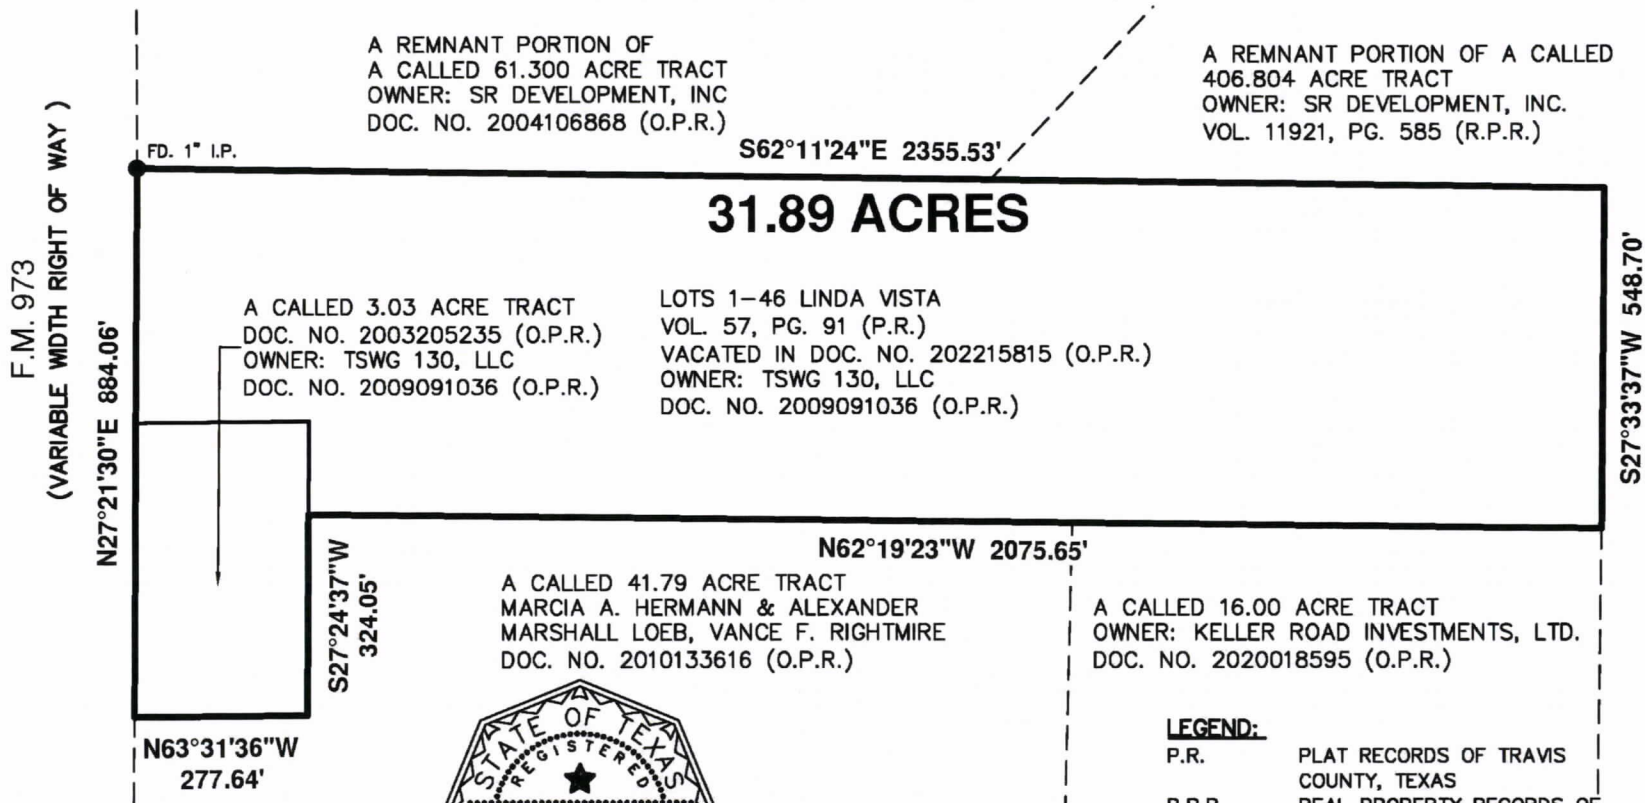 A REMNANT PORTION OF
A CALLED 61.300 ACRE TRACT
OWNER: SR DEVELOPMENT, INC
DOC. NO. 2004106868 (O.P.R.)
A REMNANT PORTION OF A CALLED
406.804 ACRE TRACT
OWNER: SR DEVELOPMENT, INC.
VOL. 11921, PG. 585 (R.P.R.)
F.M. 973
(VARIABLE WIDTH RIGHT OF WAY )
FD. 1" I.P.
S62°11'24"E 2355.53'
31.89 ACRES
N27°21'30"E 884.06'
A CALLED 3.03 ACRE TRACT
DOC. NO. 2003205235 (O.P.R.)
OWNER: TSWG 130, LLC
DOC. NO. 2009091036 (O.P.R.)
LOTS 1-46 LINDA VISTA
VOL. 57, PG. 91 (P.R.)
VACATED IN DOC. NO. 202215815 (O.P.R.)
OWNER: TSWG 130, LLC
DOC. NO. 2009091036 (O.P.R.)
S27°33'37"W 548.70'
N62°19'23"W 2075.65'
S27°24'37"W
324.05'
A CALLED 41.79 ACRE TRACT
MARCIA A. HERMANN & ALEXANDER
MARSHALL LOEB, VANCE F. RIGHTMIRE
DOC. NO. 2010133616 (O.P.R.)
A CALLED 16.00 ACRE TRACT
OWNER: KELLER ROAD INVESTMENTS, LTD.
DOC. NO. 2020018595 (O.P.R.)
N63°31'36"W
277.64'
STATE OF TEXAS
REGISTERED
LEGEND:
P.R. PLAT RECORDS OF TRAVIS
COUNTY, TEXAS
R.P.R. REAL PROPERTY RECORDS OF